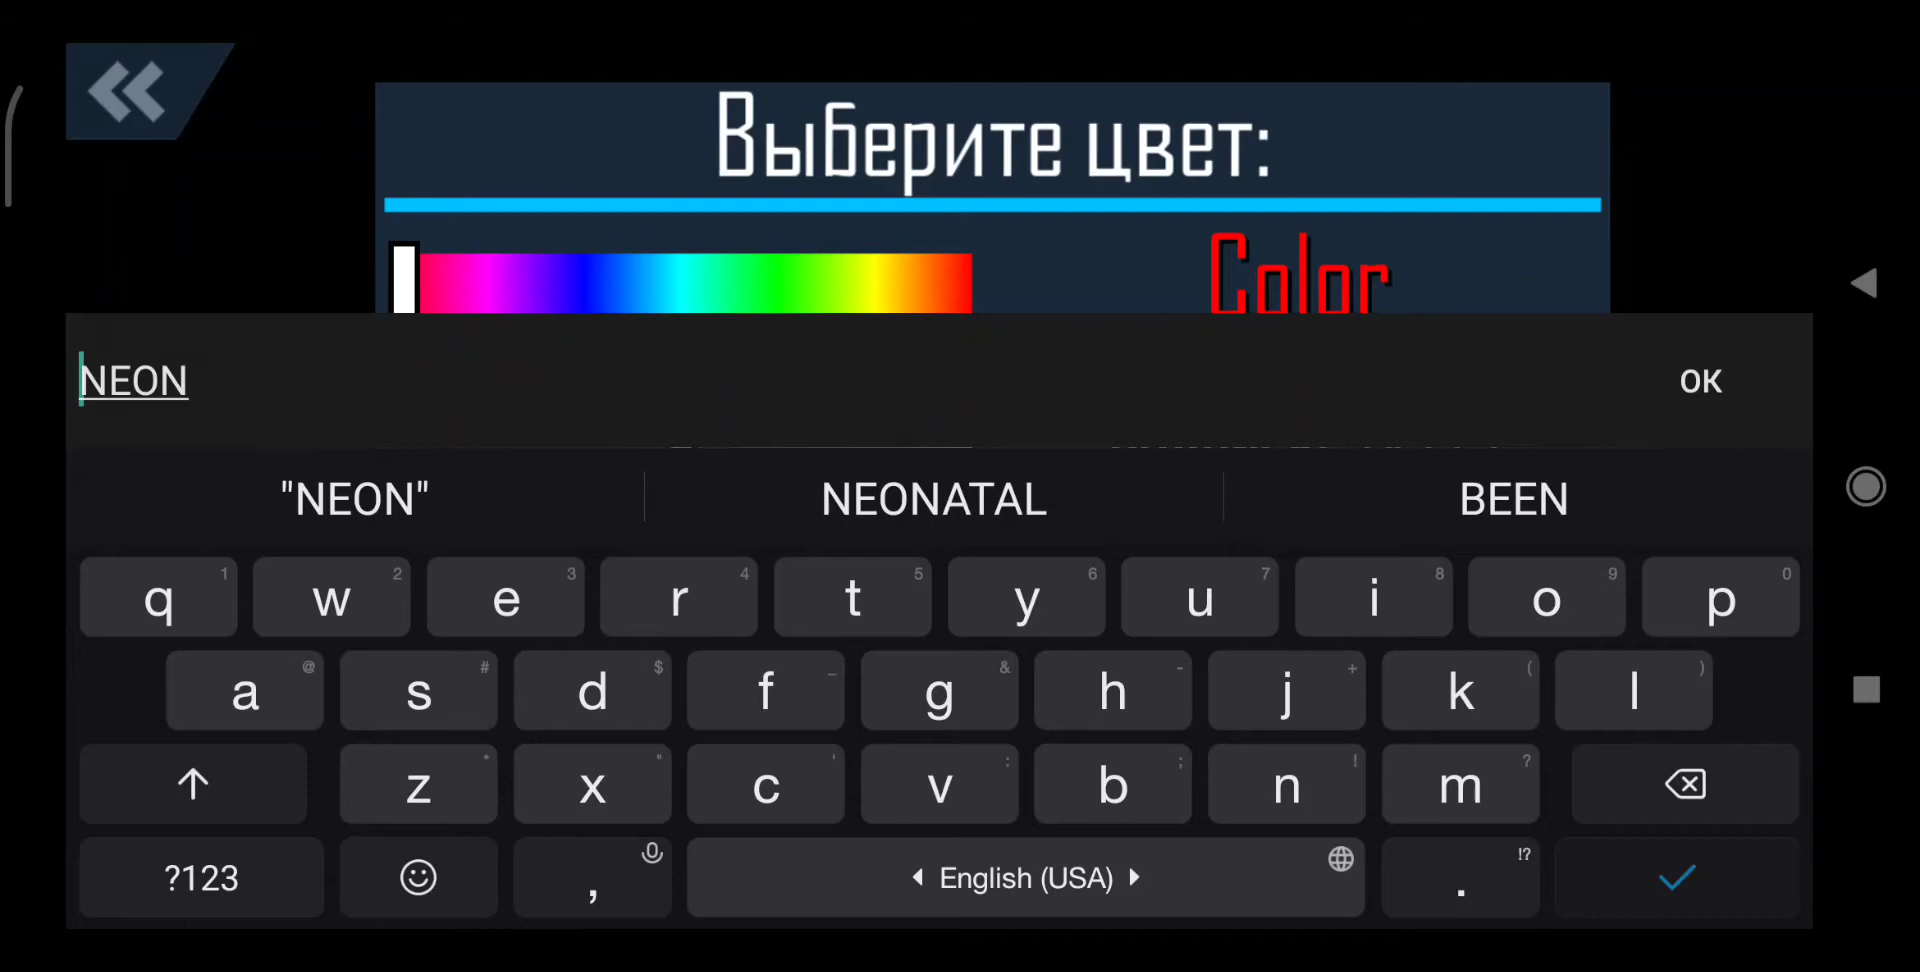 Выберите цвет:
Color
NEON
OK
"NEON" NEONATAL BEEN
q 1 w 2 e 3 r 4 t 5 y 6 u 7 i 8 o 9 p 0
a @ s # d $ f _ g & h - j + k ( l )
z * x " c ' v : b ; n ! m ?
?123 , English (USA) . !?